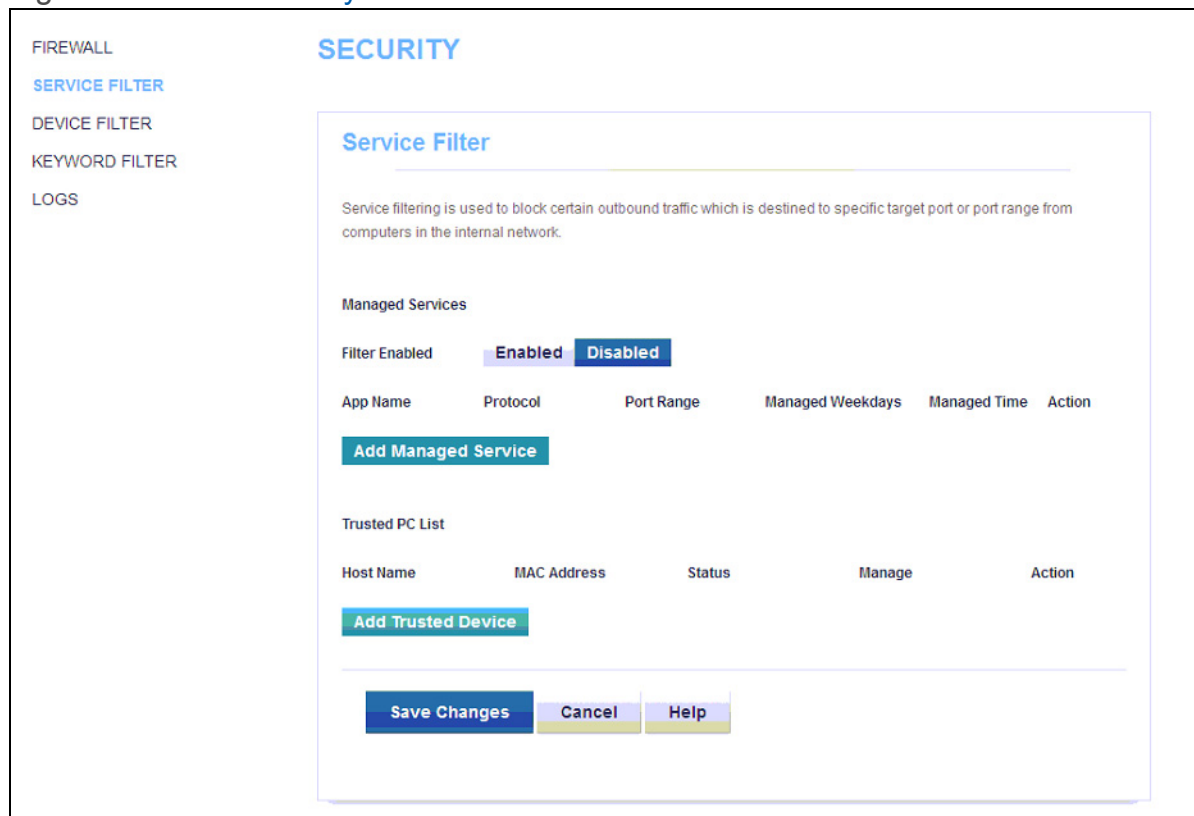 FIREWALL
SERVICE FILTER
DEVICE FILTER
KEYWORD FILTER
LOGS
SECURITY
Service Filter
Service filtering is used to block certain outbound traffic which is destined to specific target port or port range from
computers in the internal network.
Managed Services
Filter Enabled Enabled Disabled
App Name Protocol Port Range Managed Weekdays Managed Time Action
Add Managed Service
Trusted PC List
Host Name MAC Address Status Manage Action
Add Trusted Device
Save Changes Cancel Help